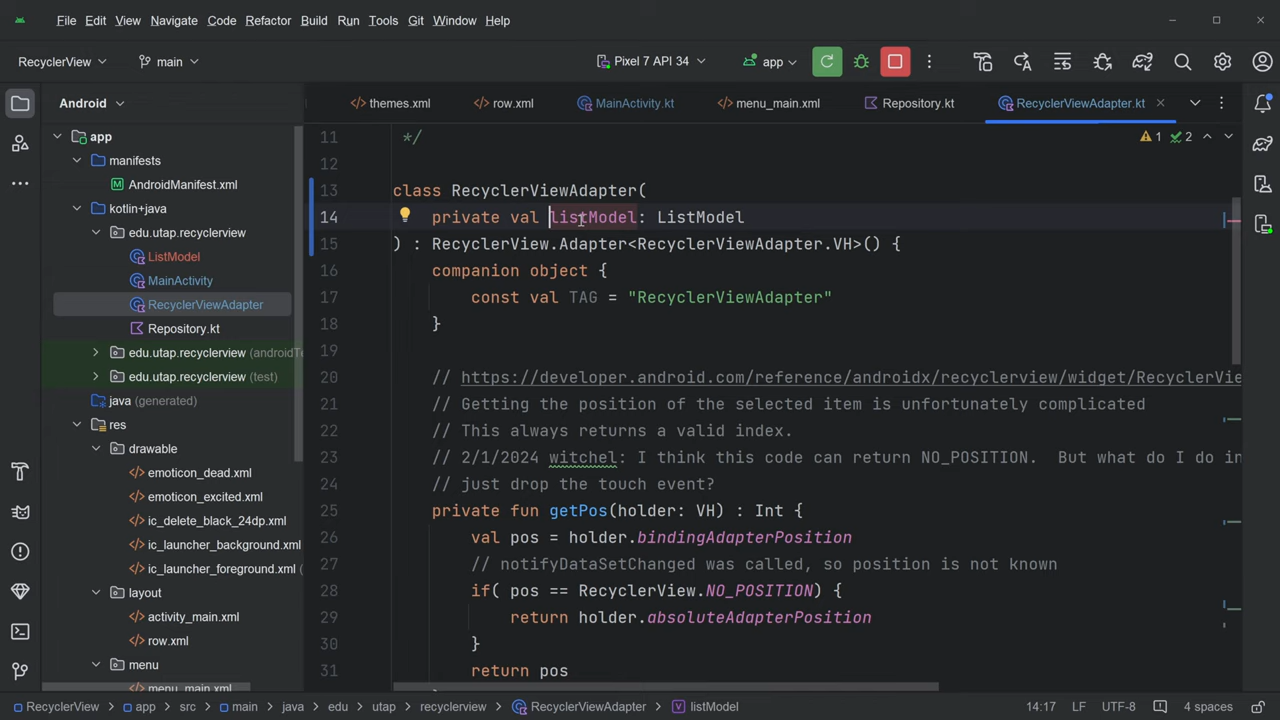 File Edit View Navigate Code Refactor Build Run Tools Git Window Help
RecyclerView main Pixel 7 API 34 app
Android themes.xml row.xml MainActivity.kt menu_main.xml Repository.kt RecyclerViewAdapter.kt
app
manifests
AndroidManifest.xml
kotlin+java
edu.utap.recyclerview
ListModel
MainActivity
RecyclerViewAdapter
Repository.kt
edu.utap.recyclerview (androidTe
edu.utap.recyclerview (test)
java (generated)
res
drawable
emoticon_dead.xml
emoticon_excited.xml
ic_delete_black_24dp.xml
ic_launcher_background.xml
ic_launcher_foreground.xml (
layout
activity_main.xml
row.xml
menu
menu_main.xml
1 2
11 */
12
13 class RecyclerViewAdapter(
14 private val listModel: ListModel
15 ) : RecyclerView.Adapter<RecyclerViewAdapter.VH>() {
16 companion object {
17 const val TAG = "RecyclerViewAdapter"
18 }
19
20 // https://developer.android.com/reference/androidx/recyclerview/widget/RecyclerVie
21 // Getting the position of the selected item is unfortunately complicated
22 // This always returns a valid index.
23 // 2/1/2024 witchel: I think this code can return NO_POSITION.  But what do I do in
24 // just drop the touch event?
25 private fun getPos(holder: VH) : Int {
26 val pos = holder.bindingAdapterPosition
27 // notifyDataSetChanged was called, so position is not known
28 if( pos == RecyclerView.NO_POSITION) {
29 return holder.absoluteAdapterPosition
30 }
31 return pos
RecyclerView app src main java edu utap recyclerview RecyclerViewAdapter listModel 14:17 LF UTF-8 4 spaces